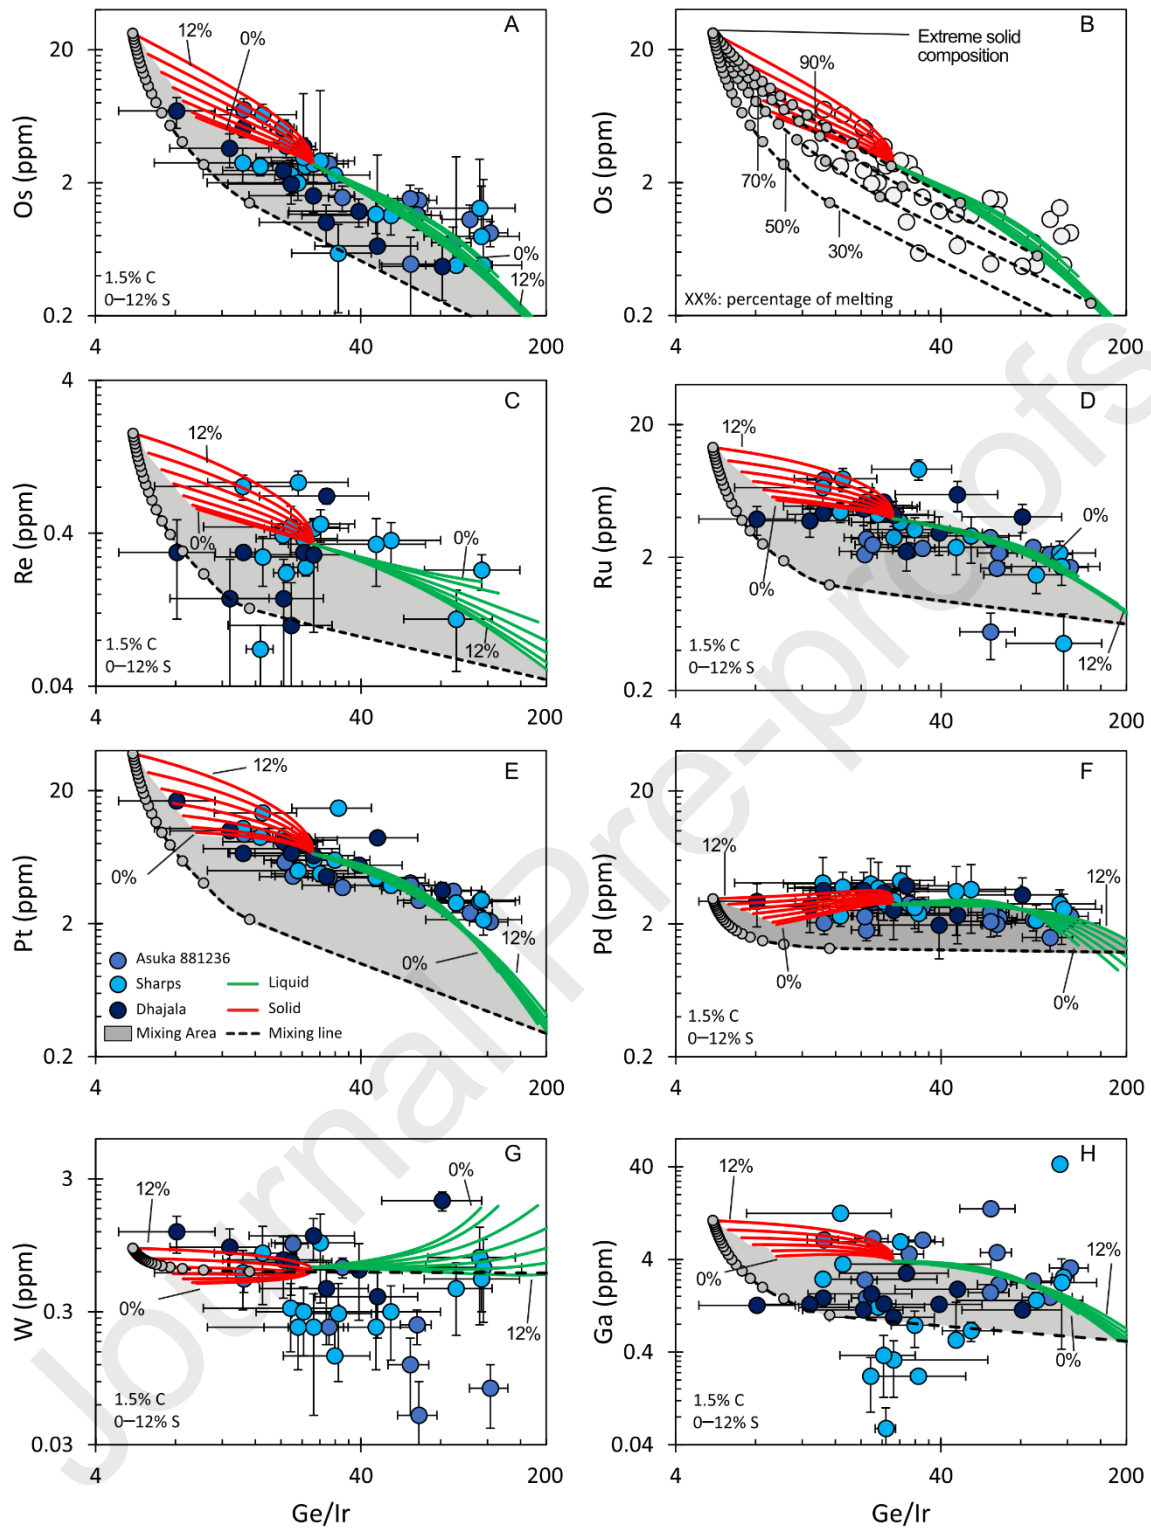 A
Os (ppm)
20
2
0.2
12%
0%
0%
12%
1.5% C
0–12% S
4
40
200
B
Os (ppm)
20
2
0.2
Extreme solid
composition
90%
70%
50%
30%
XX%: percentage of melting
4
40
200
C
Re (ppm)
4
0.4
0.04
12%
0%
0%
12%
1.5% C
0–12% S
4
40
200
D
Ru (ppm)
20
2
0.2
12%
0%
0%
12%
1.5% C
0–12% S
4
40
200
E
Pt (ppm)
20
2
0.2
12%
0%
12%
0%
Asuka 881236
Sharps
Dhajala
Mixing Area
Liquid
Solid
Mixing line
4
40
200
F
Pd (ppm)
20
2
0.2
12%
0%
12%
0%
1.5% C
0–12% S
4
40
200
G
W (ppm)
3
0.3
0.03
12%
0%
0%
12%
1.5% C
0–12% S
4
40
200
Ge/Ir
H
Ga (ppm)
40
4
0.4
0.04
12%
0%
12%
0%
1.5% C
0–12% S
4
40
200
Ge/Ir
Journal Pre-proofs